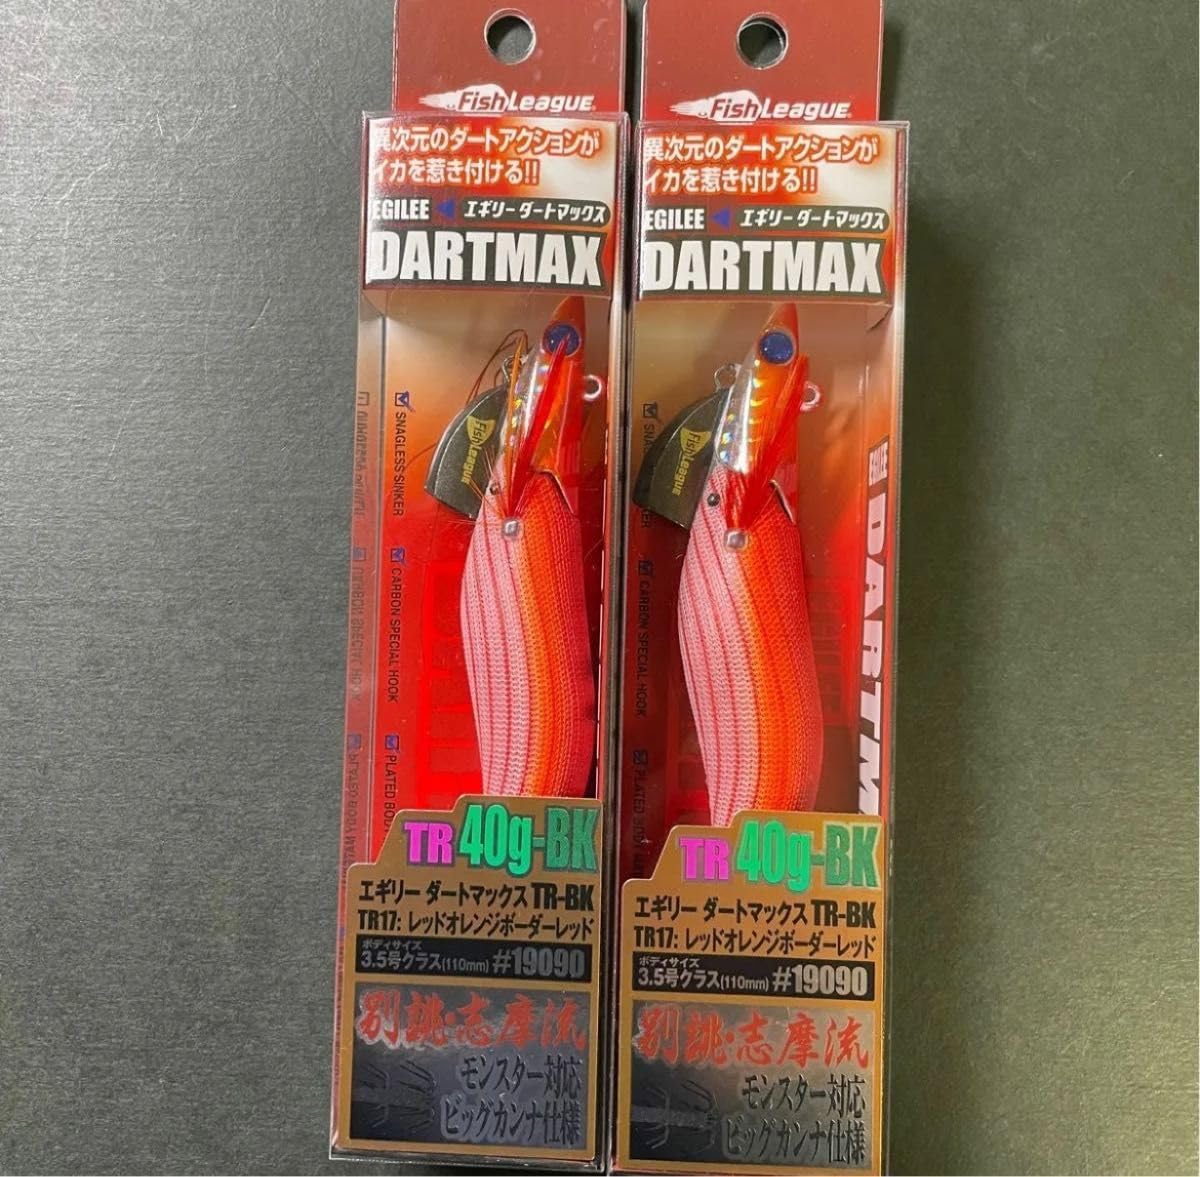 FishLeague
異次元のダートアクションが
イカを惹き付ける!!
EGILEE エギリーダートマックス
DARTMAX
FishLeague
SNAGLESS SINKER
CARBON SPECIAL HOOK
PLATED BODY
TR 40g-BK
エギリー ダートマックス TR-BK
TR17: レッドオレンジボーダーレッド
ボディサイズ
3.5号クラス(110mm) #19090
別誂・志摩流
モンスター対応
ビッグカンナ仕様
FishLeague
異次元のダートアクションが
イカを惹き付ける!!
EGILEE エギリーダートマックス
DARTMAX
FishLeague
CARBON SPECIAL HOOK
PLATED BODY
EGILEE DARTM
TR 40g-BK
エギリー ダートマックス TR-BK
TR17: レッドオレンジボーダーレッド
ボディサイズ
3.5号クラス(110mm) #19090
別誂・志摩流
モンスター対応
ビッグカンナ仕様